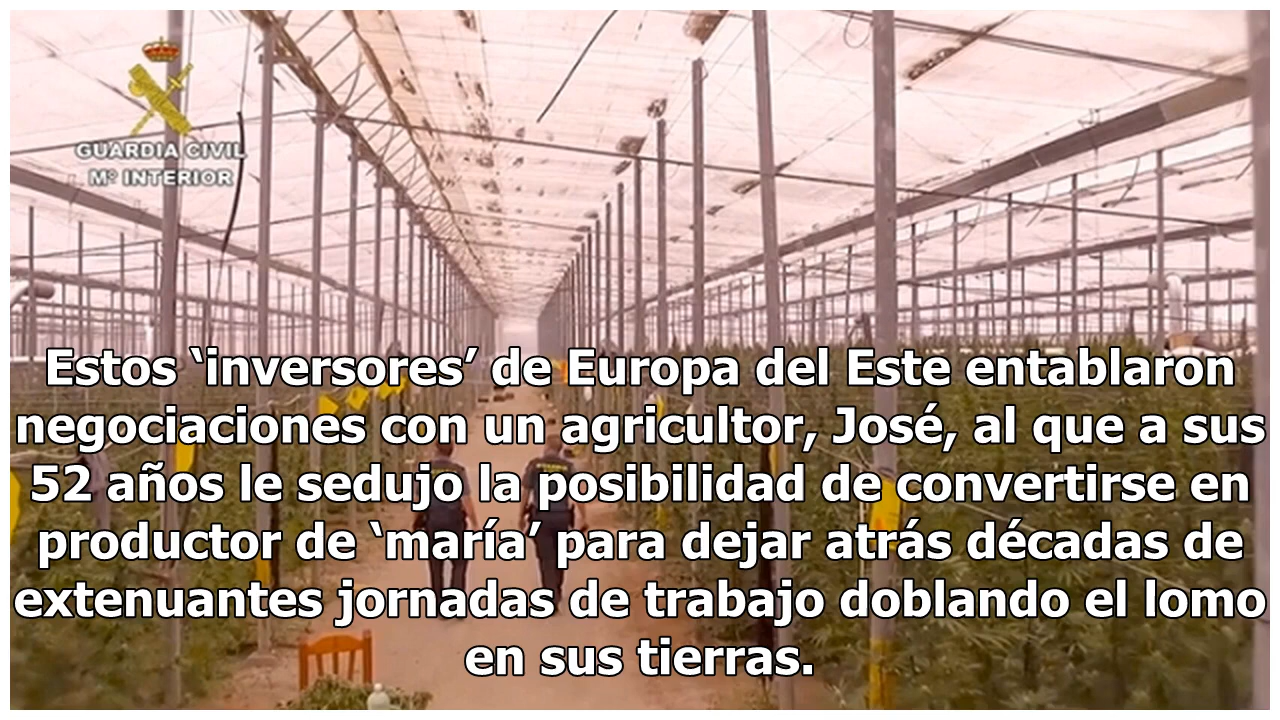 GUARDIA CIVIL
Mº INTERIOR
Estos ‘inversores’ de Europa del Este entablaron
negociaciones con un agricultor, José, al que a sus
52 años le sedujo la posibilidad de convertirse en
productor de ‘maría’ para dejar atrás décadas de
extenuantes jornadas de trabajo doblando el lomo
en sus tierras.